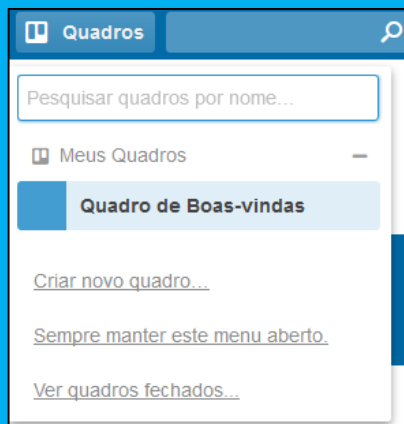 Quadros
Pesquisar quadros por nome...
Meus Quadros
Quadro de Boas-vindas
Criar novo quadro...
Sempre manter este menu aberto.
Ver quadros fechados...